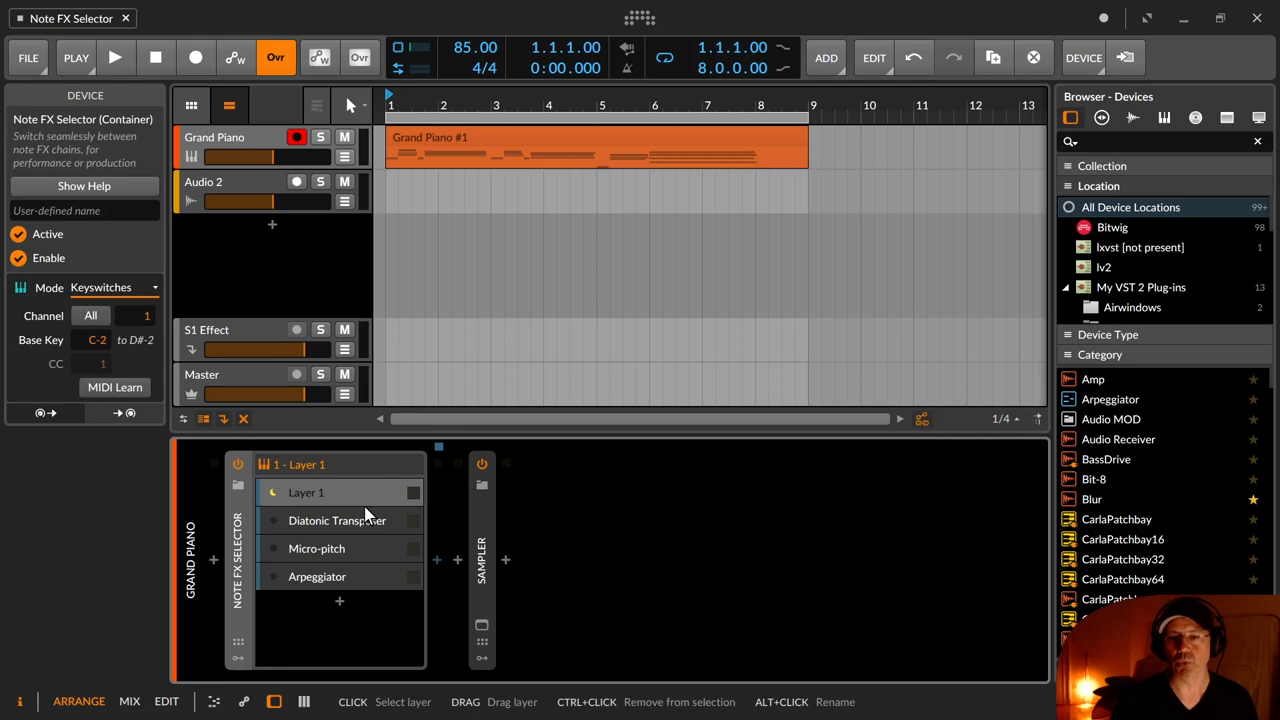 Note FX Selector
FILE
PLAY
Ovr
Ovr
85.00
4/4
1.1.1.00
0:00.000
1.1.1.00
8.0.0.00
ADD
EDIT
DEVICE
DEVICE
Note FX Selector (Container)
Switch seamlessly between
note FX chains, for
performance or production
Show Help
User-defined name
Active
Enable
Mode Keyswitches
Channel All 1
Base Key C-2 to D#-2
CC 1
MIDI Learn
1 2 3 4 5 6 7 8 9 10 11 12 13
Grand Piano S M
Grand Piano #1
Audio 2 S M
S1 Effect S M
Master S M
1/4
GRAND PIANO
NOTE FX SELECTOR
1 - Layer 1
Layer 1
Micro-pitch
Arpeggiator
SAMPLER
Browser - Devices
Collection
Location
All Device Locations 99+
Bitwig 98
lxvst [not present] 1
lv2
My VST 2 Plug-ins 13
Airwindows 2
Device Type
Category
Amp
Arpeggiator
Audio MOD
Audio Receiver
BassDrive
Bit-8
Blur
CarlaPatchbay
CarlaPatchbay16
CarlaPatchbay32
CarlaPatchbay64
i ARRANGE MIX EDIT
CLICK Select layer DRAG Drag layer CTRL+CLICK Remove from selection ALT+CLICK Rename